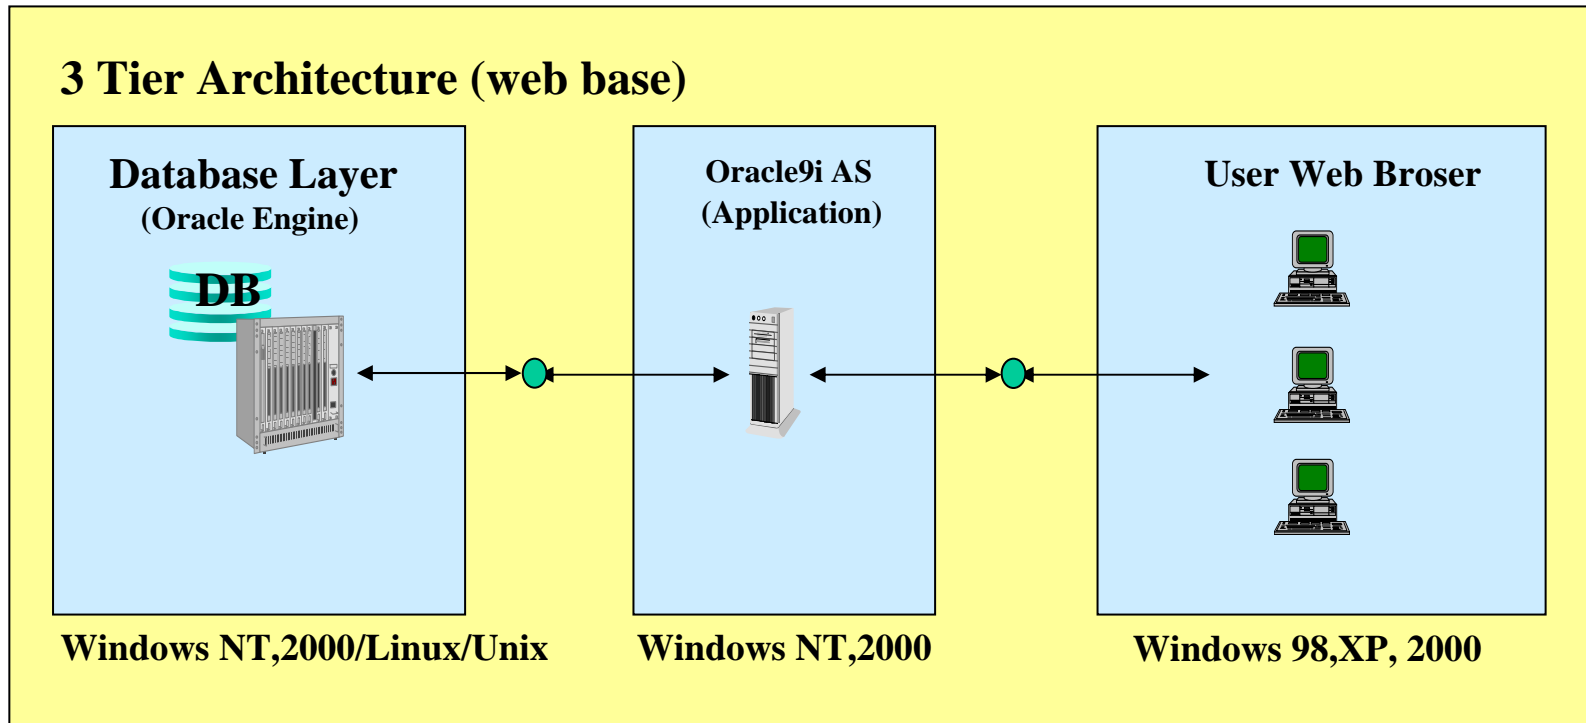 3 Tier Architecture (web base)
Database Layer
(Oracle Engine)
DB
Oracle9i AS
(Application)
User Web Broser
Windows NT,2000/Linux/Unix
Windows NT,2000
Windows 98,XP, 2000